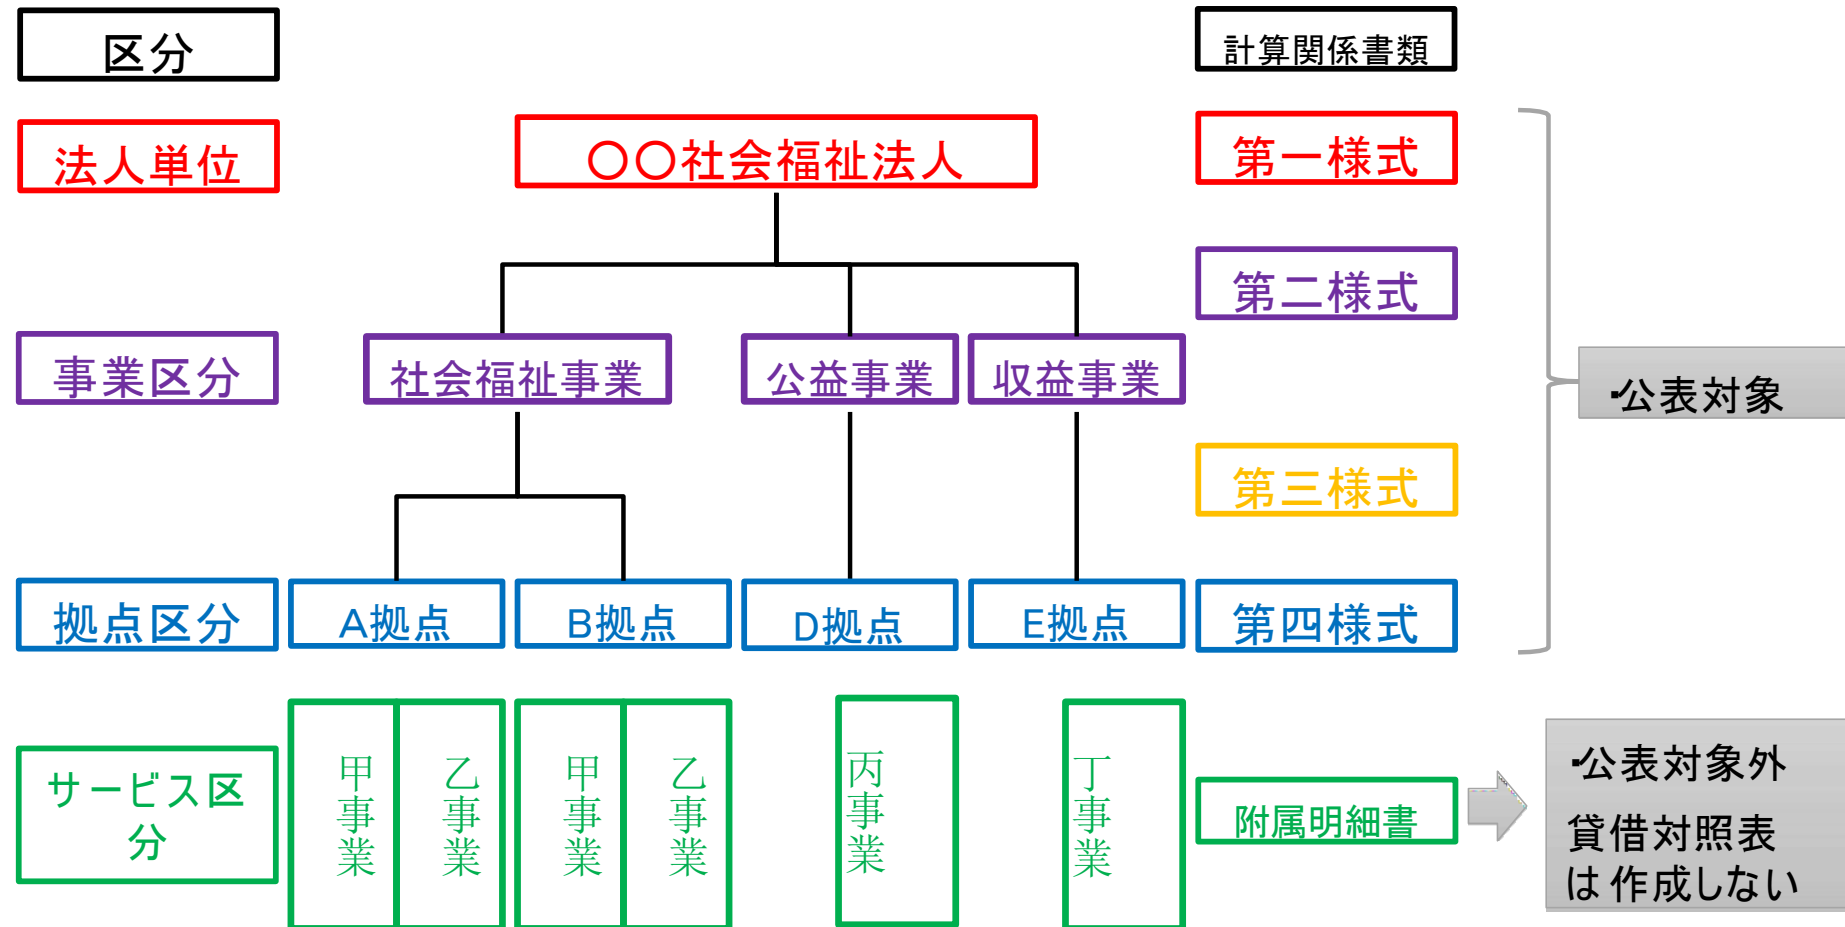 区分
計算関係書類
法人単位
〇〇社会福祉法人
第一様式
第二様式
事業区分
社会福祉事業
公益事業
収益事業
・公表対象
第三様式
拠点区分
A拠点
B拠点
D拠点
E拠点
第四様式
サービス区
分
甲事業
乙事業
甲事業
乙事業
丙事業
丁事業
附属明細書
・公表対象外
貸借対照表
は作成しない